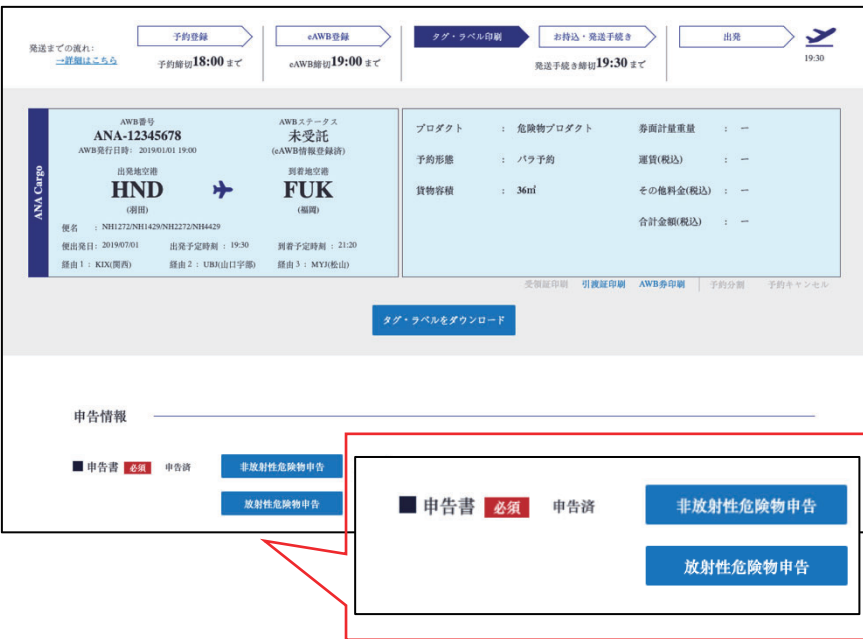 発送までの流れ:
→詳細はこちら
予約登録
予約締切18:00 まで
eAWB登録
eAWB締切19:00 まで
タグ・ラベル印刷
お持込・発送手続き
発送手続き締切19:30 まで
出発
19:30
ANA Cargo
AWB番号
ANA-12345678
AWB発行日時: 2019/01/01 19:00
AWBステータス
未受託
(eAWB情報登録済)
出発地空港
HND
(羽田)
到着地空港
FUK
(福岡)
便名 : NH1272/NH1429/NH2272/NH4429
便出発日: 2019/07/01 出発予定時刻 : 19:30 到着予定時刻 : 21:20
経由1 : KIX(関西) 経由2 : UBJ(山口宇部) 経由3 : MYJ(松山)
プロダクト : 危険物プロダクト 券面計量重量 : ー
予約形態 : バラ予約 運賃(税込) : ー
貨物容積 : 36㎥ その他料金(税込) : ー
合計金額(税込) : ー
受領証印刷 引渡証印刷 AWB券印刷 | 予約分割 予約キャンセル
タグ・ラベルをダウンロード
申告情報
■申告書 必須 申告済 非放射性危険物申告
放射性危険物申告
■申告書 必須 申告済 非放射性危険物申告
放射性危険物申告